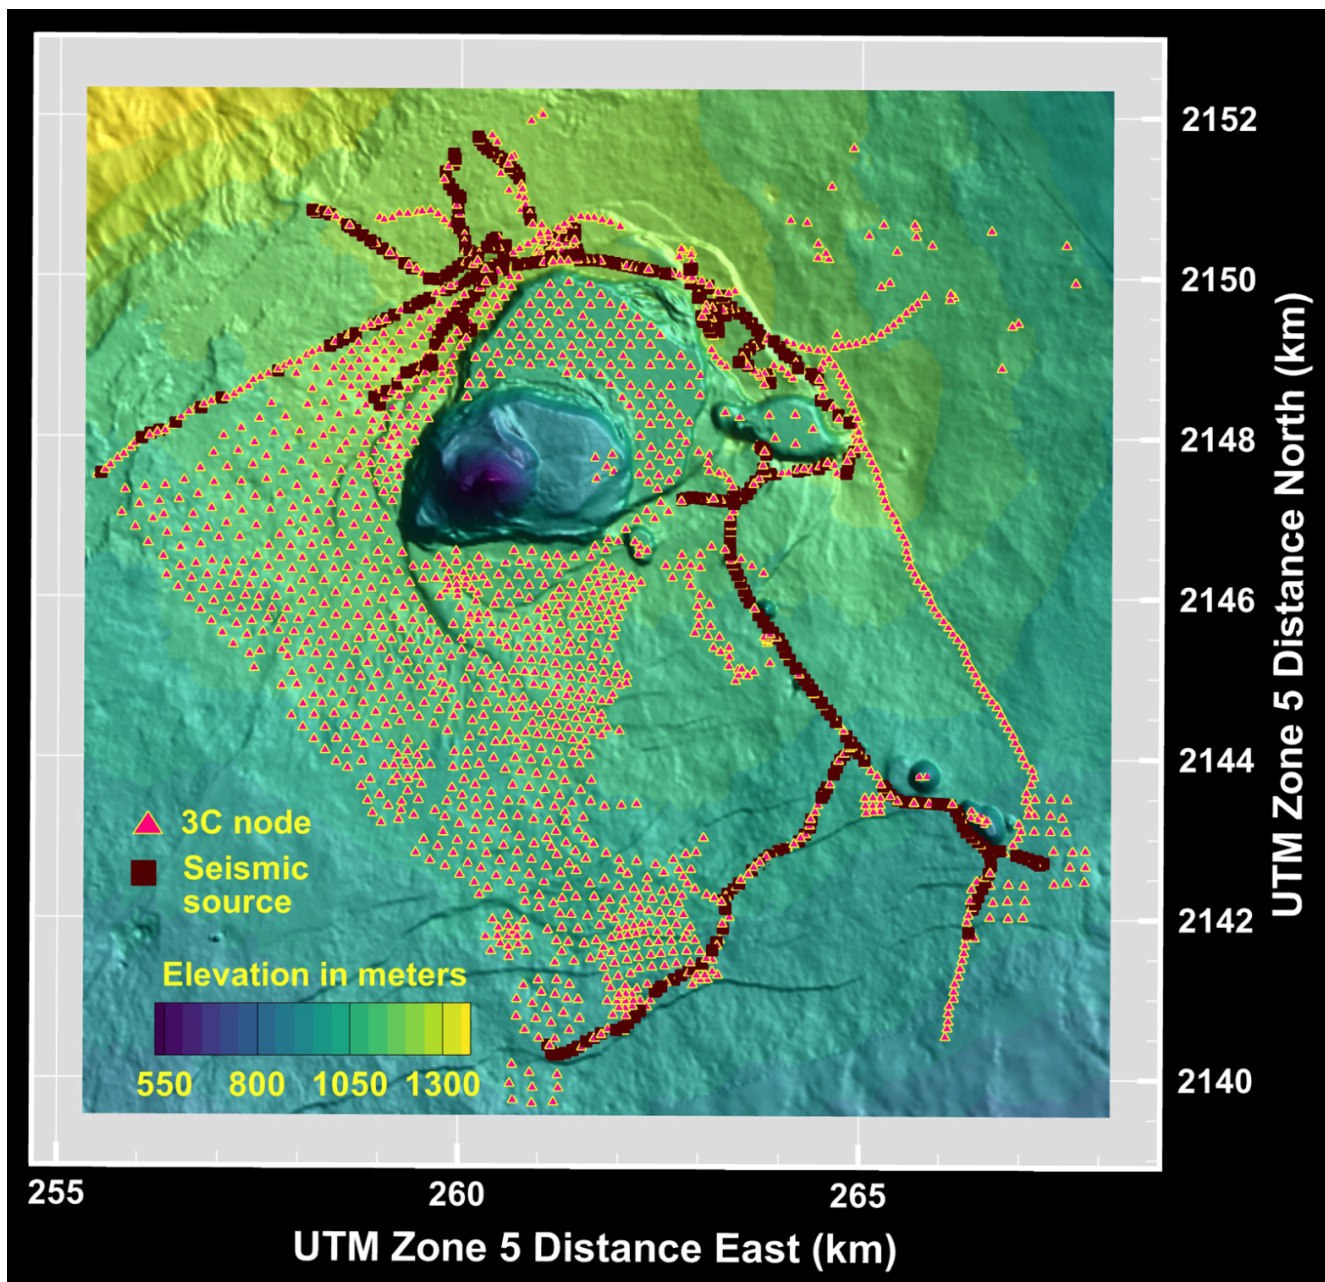 2152
2150
2148
2146
2144
2142
2140
UTM Zone 5 Distance North (km)
3C node
Seismic
source
Elevation in meters
550 800 1050 1300
255 260 265
UTM Zone 5 Distance East (km)